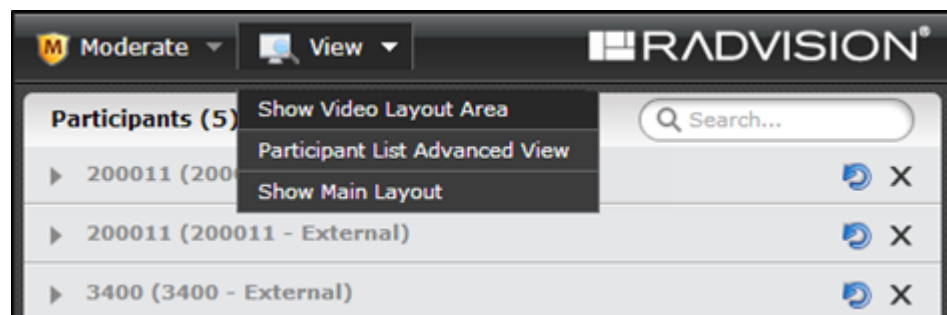 M Moderate View RADVISION®
Participants (5) Search...
Show Video Layout Area
Participant List Advanced View
Show Main Layout
200011 (200
200011 (200011 - External)
3400 (3400 - External)